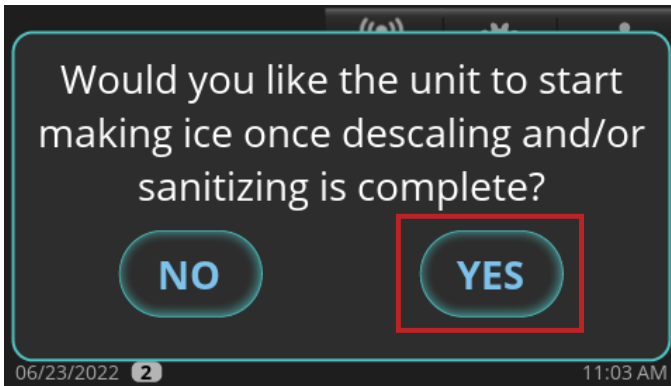 Would you like the unit to start
making ice once descaling and/or
sanitizing is complete?
NO YES
06/23/2022 2 11:03 AM